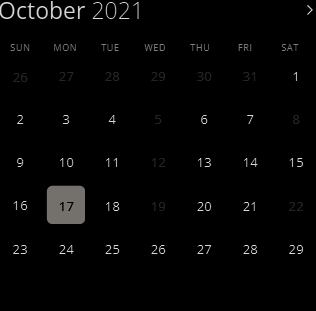 October 2021
SUN MON TUE WED THU FRI SAT
26 27 28 29 30 31 1
2 3 4 5 6 7 8
9 10 11 12 13 14 15
16 17 18 19 20 21 22
23 24 25 26 27 28 29